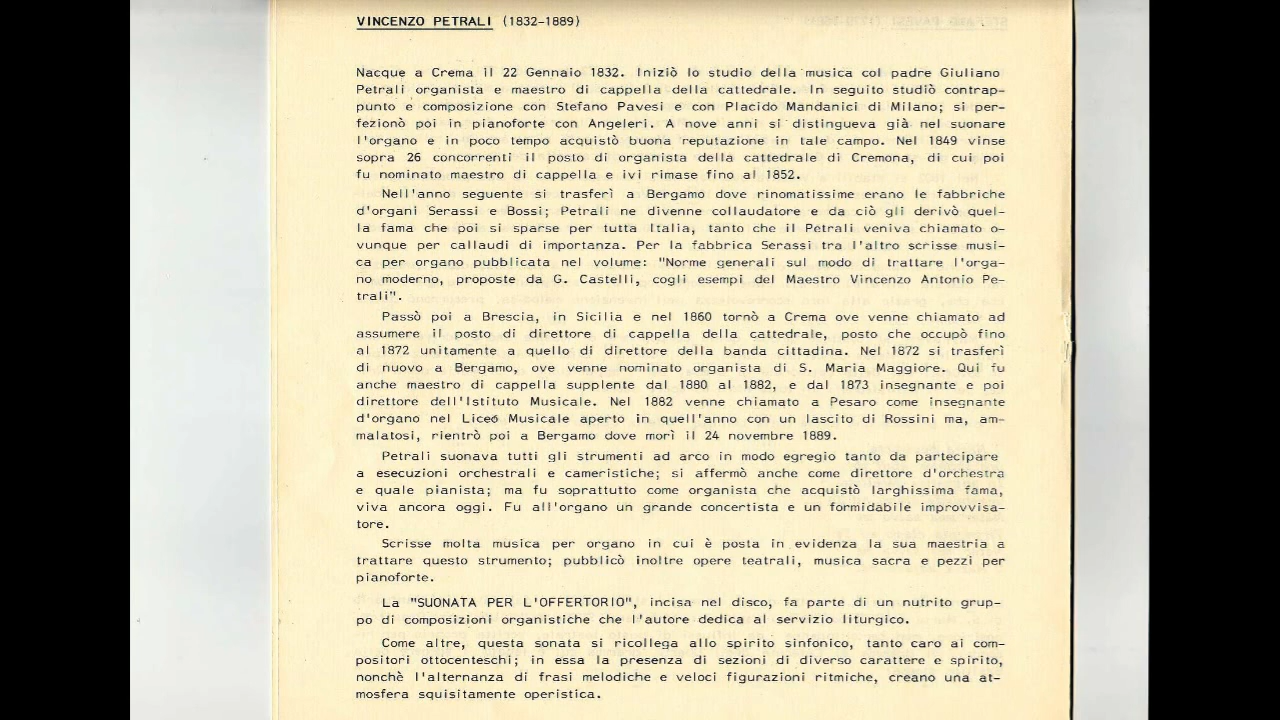 VINCENZO PETRALI (1832-1889)
Nacque a Crema il 22 Gennaio 1832. Iniziò lo studio della musica col padre Giuliano
Petrali organista e maestro di cappella della cattedrale. In seguito studiò contrap-
punto e composizione con Stefano Pavesi e con Placido Mandanici di Milano; si per-
fezionò poi in pianoforte con Angeleri. A nove anni si distingueva già nel suonare
l'organo e in poco tempo acquistò buona reputazione in tale campo. Nel 1849 vinse
sopra 26 concorrenti il posto di organista della cattedrale di Cremona, di cui poi
fu nominato maestro di cappella e ivi rimase fino al 1852.
Nell'anno seguente si trasferì a Bergamo dove rinomatissime erano le fabbriche
d'organi Serassi e Bossi; Petrali ne divenne collaudatore e da ciò gli derivò quel-
la fama che poi si sparse per tutta Italia, tanto che il Petrali veniva chiamato o-
vunque per callaudi di importanza. Per la fabbrica Serassi tra l'altro scrisse musi-
ca per organo pubblicata nel volume: "Norme generali sul modo di trattare l'orga-
no moderno, proposte da G. Castelli, cogli esempi del Maestro Vincenzo Antonio Pe-
trali".
Passò poi a Brescia, in Sicilia e nel 1860 tornò a Crema ove venne chiamato ad
assumere il posto di direttore di cappella della cattedrale, posto che occupò fino
al 1872 unitamente a quello di direttore della banda cittadina. Nel 1872 si trasferì
di nuovo a Bergamo, ove venne nominato organista di S. Maria Maggiore. Qui fu
anche maestro di cappella supplente dal 1880 al 1882, e dal 1873 insegnante e poi
direttore dell'Istituto Musicale. Nel 1882 venne chiamato a Pesaro come insegnante
d'organo nel Liceo Musicale aperto in quell'anno con un lascito di Rossini ma, am-
malatosi, rientrò poi a Bergamo dove morì il 24 novembre 1889.
Petrali suonava tutti gli strumenti ad arco in modo egregio tanto da partecipare
a esecuzioni orchestrali e cameristiche; si affermò anche come direttore d'orchestra
e quale pianista; ma fu soprattutto come organista che acquistò larghissima fama,
viva ancora oggi. Fu all'organo un grande concertista e un formidabile improvvisa-
tore.
Scrisse molta musica per organo in cui è posta in evidenza la sua maestria a
trattare questo strumento; pubblicò inoltre opere teatrali, musica sacra e pezzi per
pianoforte.
La "SUONATA PER L'OFFERTORIO", incisa nel disco, fa parte di un nutrito grup-
po di composizioni organistiche che l'autore dedica al servizio liturgico.
Come altre, questa sonata si ricollega allo spirito sinfonico, tanto caro ai com-
positori ottocenteschi; in essa la presenza di sezioni di diverso carattere e spirito,
nonchè l'alternanza di frasi melodiche e veloci figurazioni ritmiche, creano una at-
mosfera squisitamente operistica.